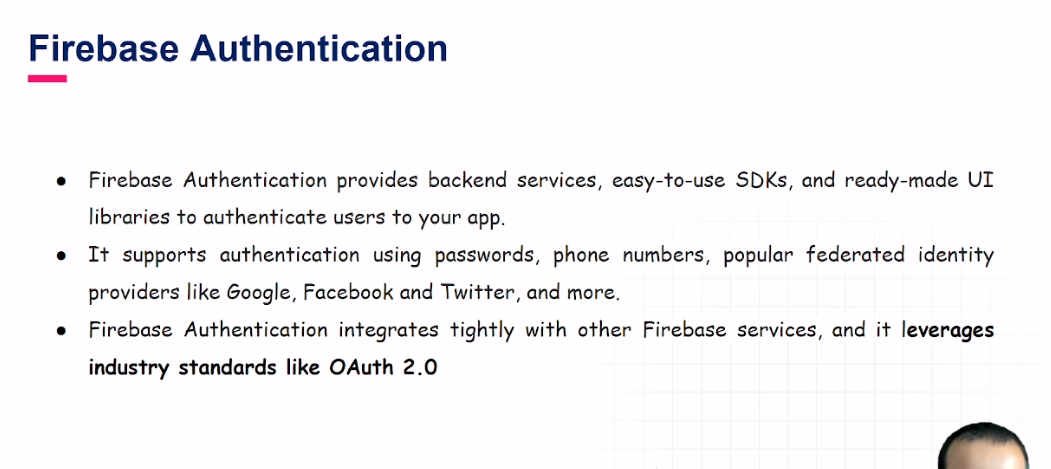 Firebase Authentication
● Firebase Authentication provides backend services, easy-to-use SDKs, and ready-made UI
libraries to authenticate users to your app.
● It supports authentication using passwords, phone numbers, popular federated identity
providers like Google, Facebook and Twitter, and more.
● Firebase Authentication integrates tightly with other Firebase services, and it leverages
industry standards like OAuth 2.0